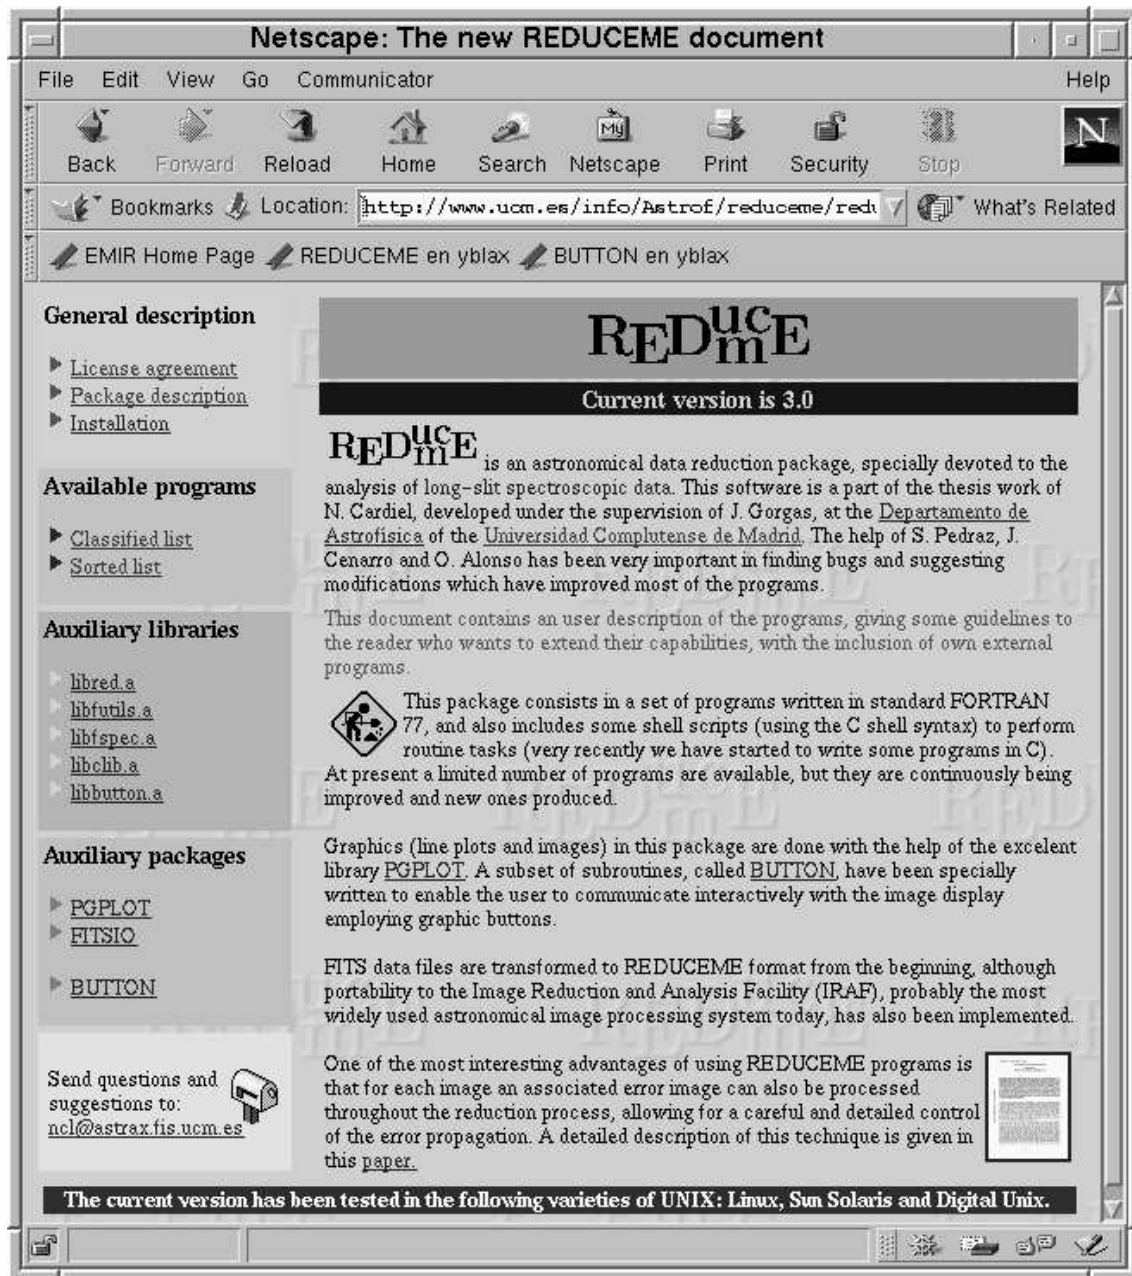 Netscape: The new REDUCEME document
File Edit View Go Communicator Help
Back Forward Reload Home Search Netscape Print Security Stop
My
N
Bookmarks Location: http://www.ucm.es/info/Astrof/reduceme/redu What's Related
EMIR Home Page REDUCEME en yblax BUTTON en yblax
General description
License agreement
Package description
Installation
Available programs
Classified list
Sorted list
Auxiliary libraries
libred.a
libfutils.a
libfspec.a
libclib.a
libbutton.a
Auxiliary packages
PGPLOT
FITSIO
BUTTON
Send questions and
suggestions to:
ncl@astrax.fis.ucm.es
REDucmE
Current version is 3.0
REDucmE is an astronomical data reduction package, specially devoted to the
analysis of long-slit spectroscopic data. This software is a part of the thesis work of
N. Cardiel, developed under the supervision of J. Gorgas, at the Departamento de
Astrofísica of the Universidad Complutense de Madrid. The help of S. Pedraz, J.
Cenarro and O. Alonso has been very important in finding bugs and suggesting
modifications which have improved most of the programs.
This document contains an user description of the programs, giving some guidelines to
the reader who wants to extend their capabilities, with the inclusion of own external
programs.
This package consists in a set of programs written in standard FORTRAN
77, and also includes some shell scripts (using the C shell syntax) to perform
routine tasks (very recently we have started to write some programs in C).
At present a limited number of programs are available, but they are continuously being
improved and new ones produced.
Graphics (line plots and images) in this package are done with the help of the excelent
library PGPLOT. A subset of subroutines, called BUTTON, have been specially
written to enable the user to communicate interactively with the image display
employing graphic buttons.
FITS data files are transformed to REDUCEME format from the beginning, although
portability to the Image Reduction and Analysis Facility (IRAF), probably the most
widely used astronomical image processing system today, has also been implemented.
One of the most interesting advantages of using REDUCEME programs is
that for each image an associated error image can also be processed
throughout the reduction process, allowing for a careful and detailed control
of the error propagation. A detailed description of this technique is given in
this paper.
The current version has been tested in the following varieties of UNIX: Linux, Sun Solaris and Digital Unix.